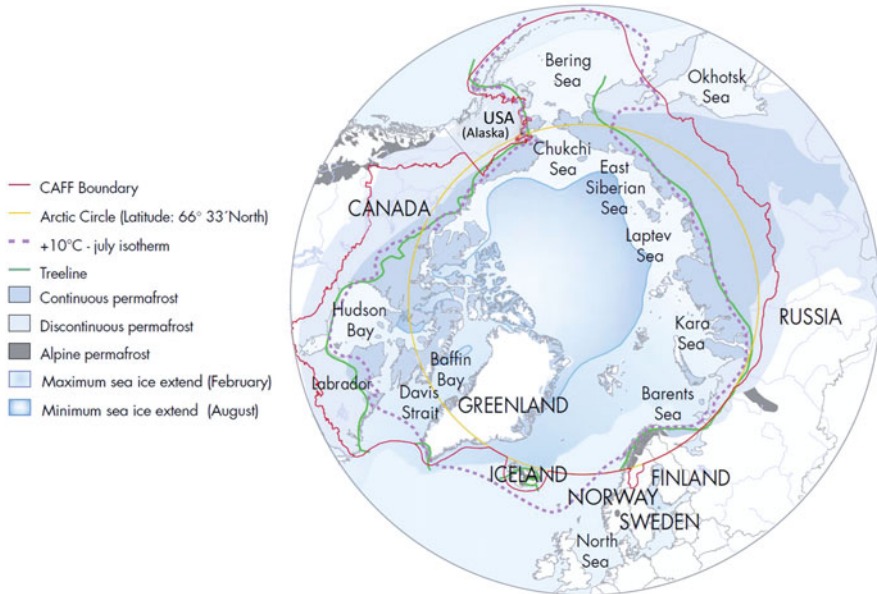 CAFF Boundary
Arctic Circle (Latitude: 66° 33´North)
+10°C - july isotherm
Treeline
Continuous permafrost
Discontinuous permafrost
Alpine permafrost
Maximum sea ice extend (February)
Minimum sea ice extend (August)
Bering
Sea
Okhotsk
Sea
USA
(Alaska)
Chukchi
Sea
East
Siberian
Sea
CANADA
Laptev
Sea
Hudson
Bay
Kara
Sea
RUSSIA
Baffin
Bay
Labrador
Davis
Strait
GREENLAND
Barents
Sea
ICELAND
FINLAND
NORWAY
SWEDEN
North
Sea